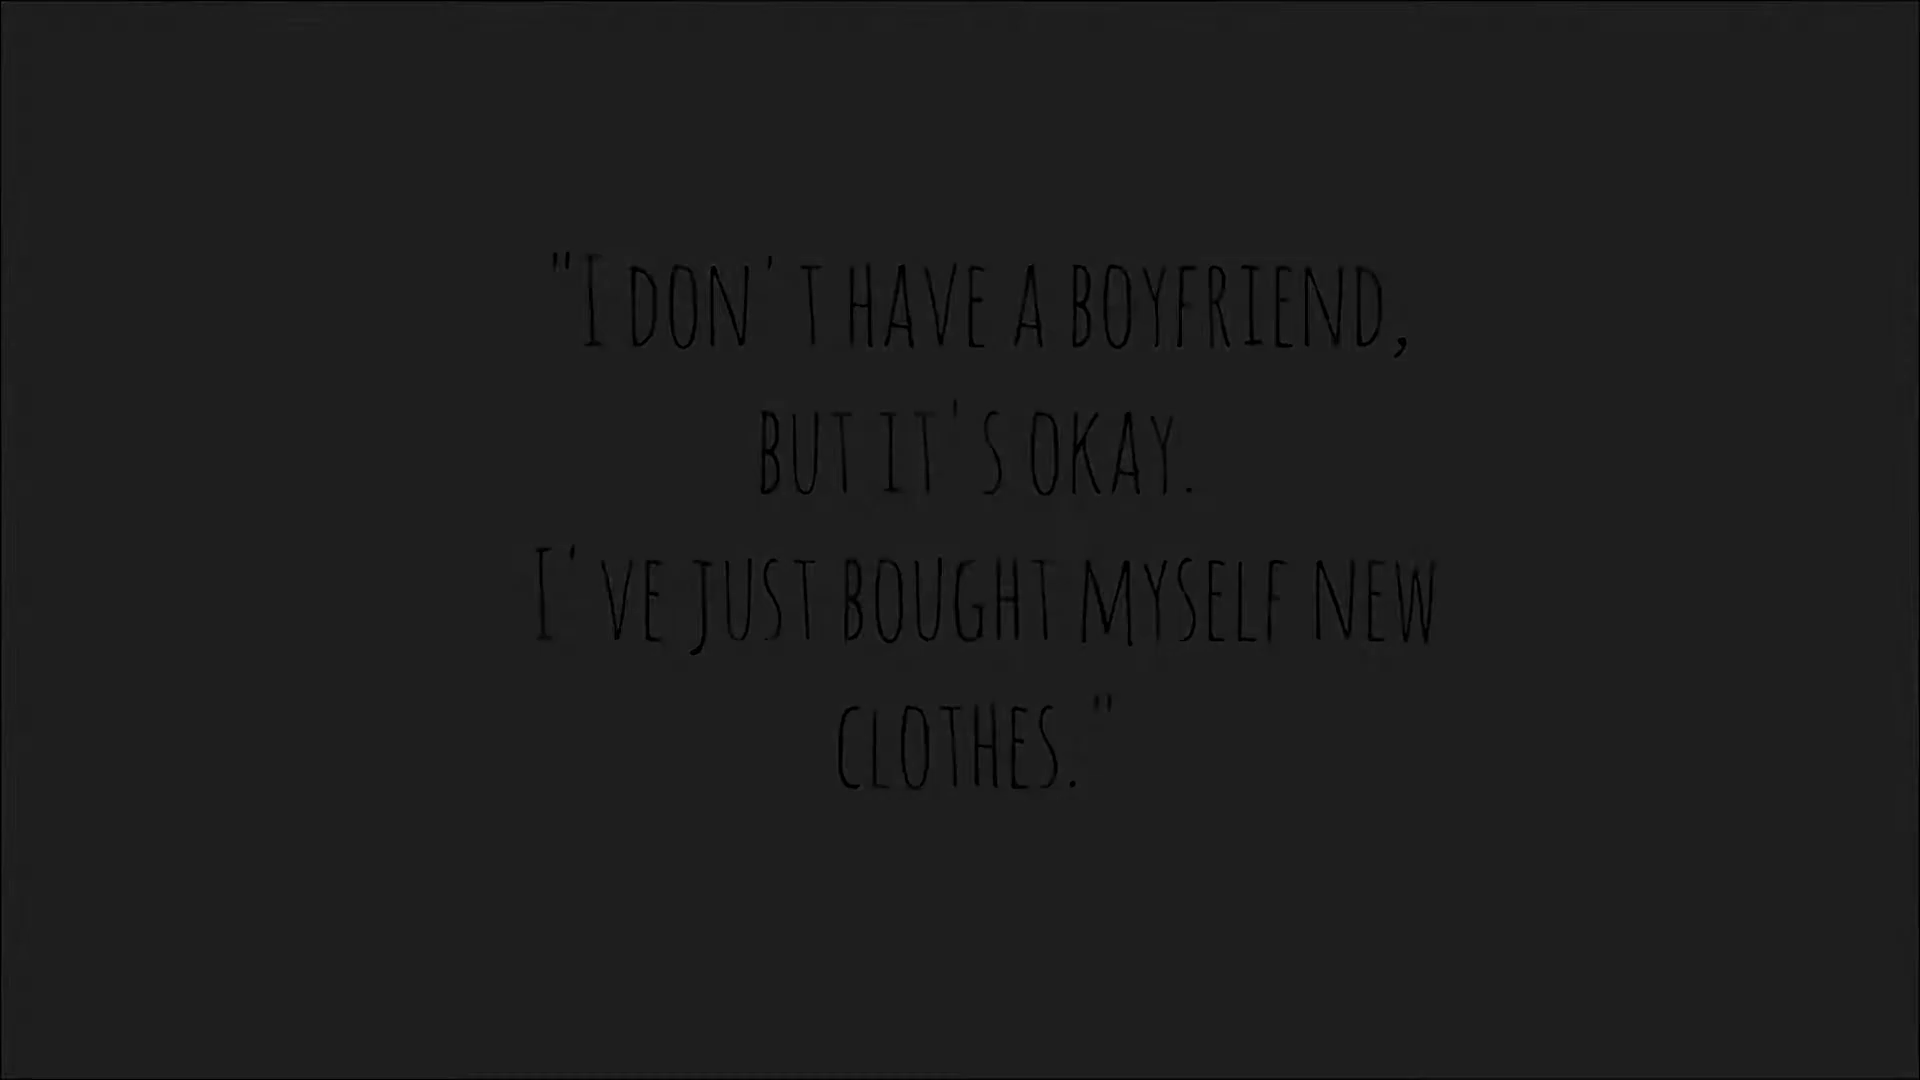 "I DON'T HAVE A BOYFRIEND,
BUT IT'S OKAY.
I'VE JUST BOUGHT MYSELF NEW
CLOTHES."